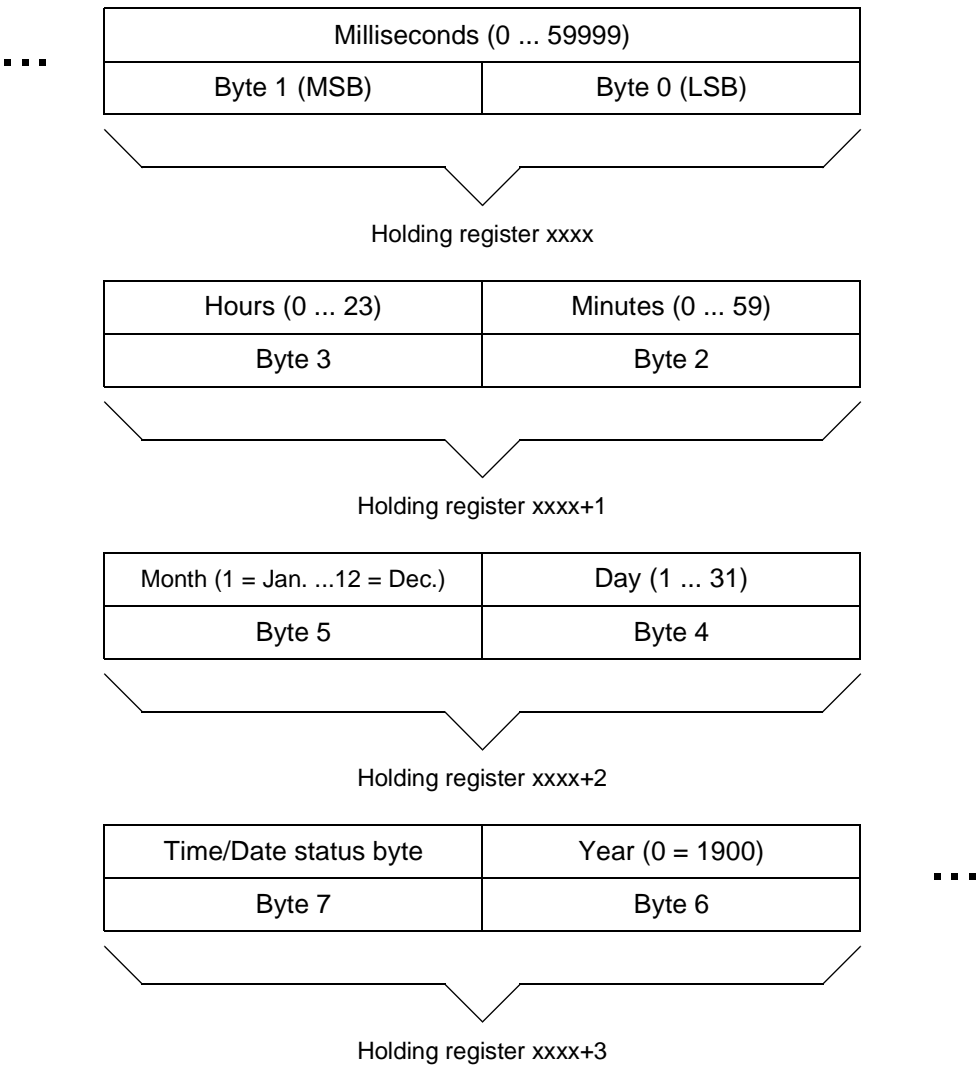 Milliseconds (0 ... 59999)
Byte 1 (MSB) Byte 0 (LSB)
Holding register xxxx
Hours (0 ... 23) Minutes (0 ... 59)
Byte 3 Byte 2
Holding register xxxx+1
Month (1 = Jan. ...12 = Dec.) Day (1 ... 31)
Byte 5 Byte 4
Holding register xxxx+2
Time/Date status byte Year (0 = 1900)
Byte 7 Byte 6
Holding register xxxx+3